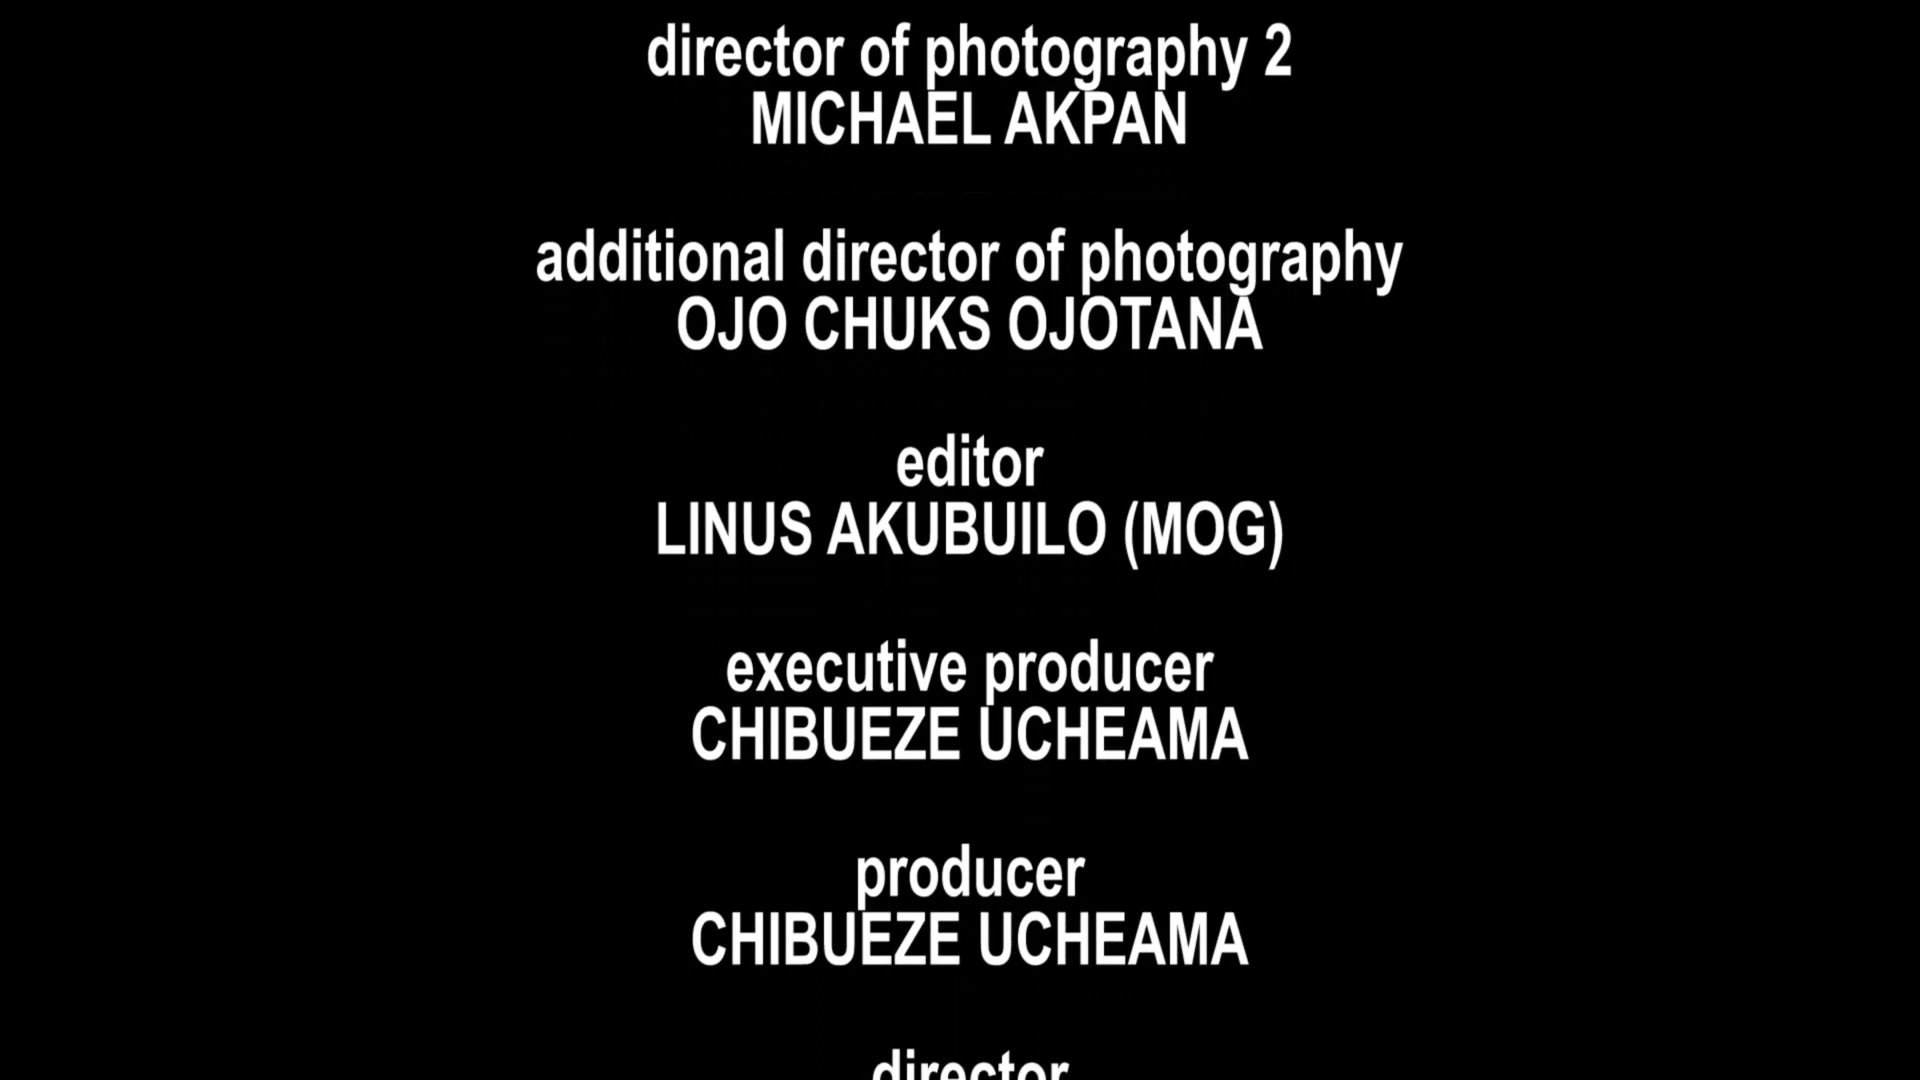 director of photography 2
MICHAEL AKPAN
additional director of photography
OJO CHUKS OJOTANA
editor
LINUS AKUBUILO (MOG)
executive producer
CHIBUEZE UCHEAMA
producer
CHIBUEZE UCHEAMA
director